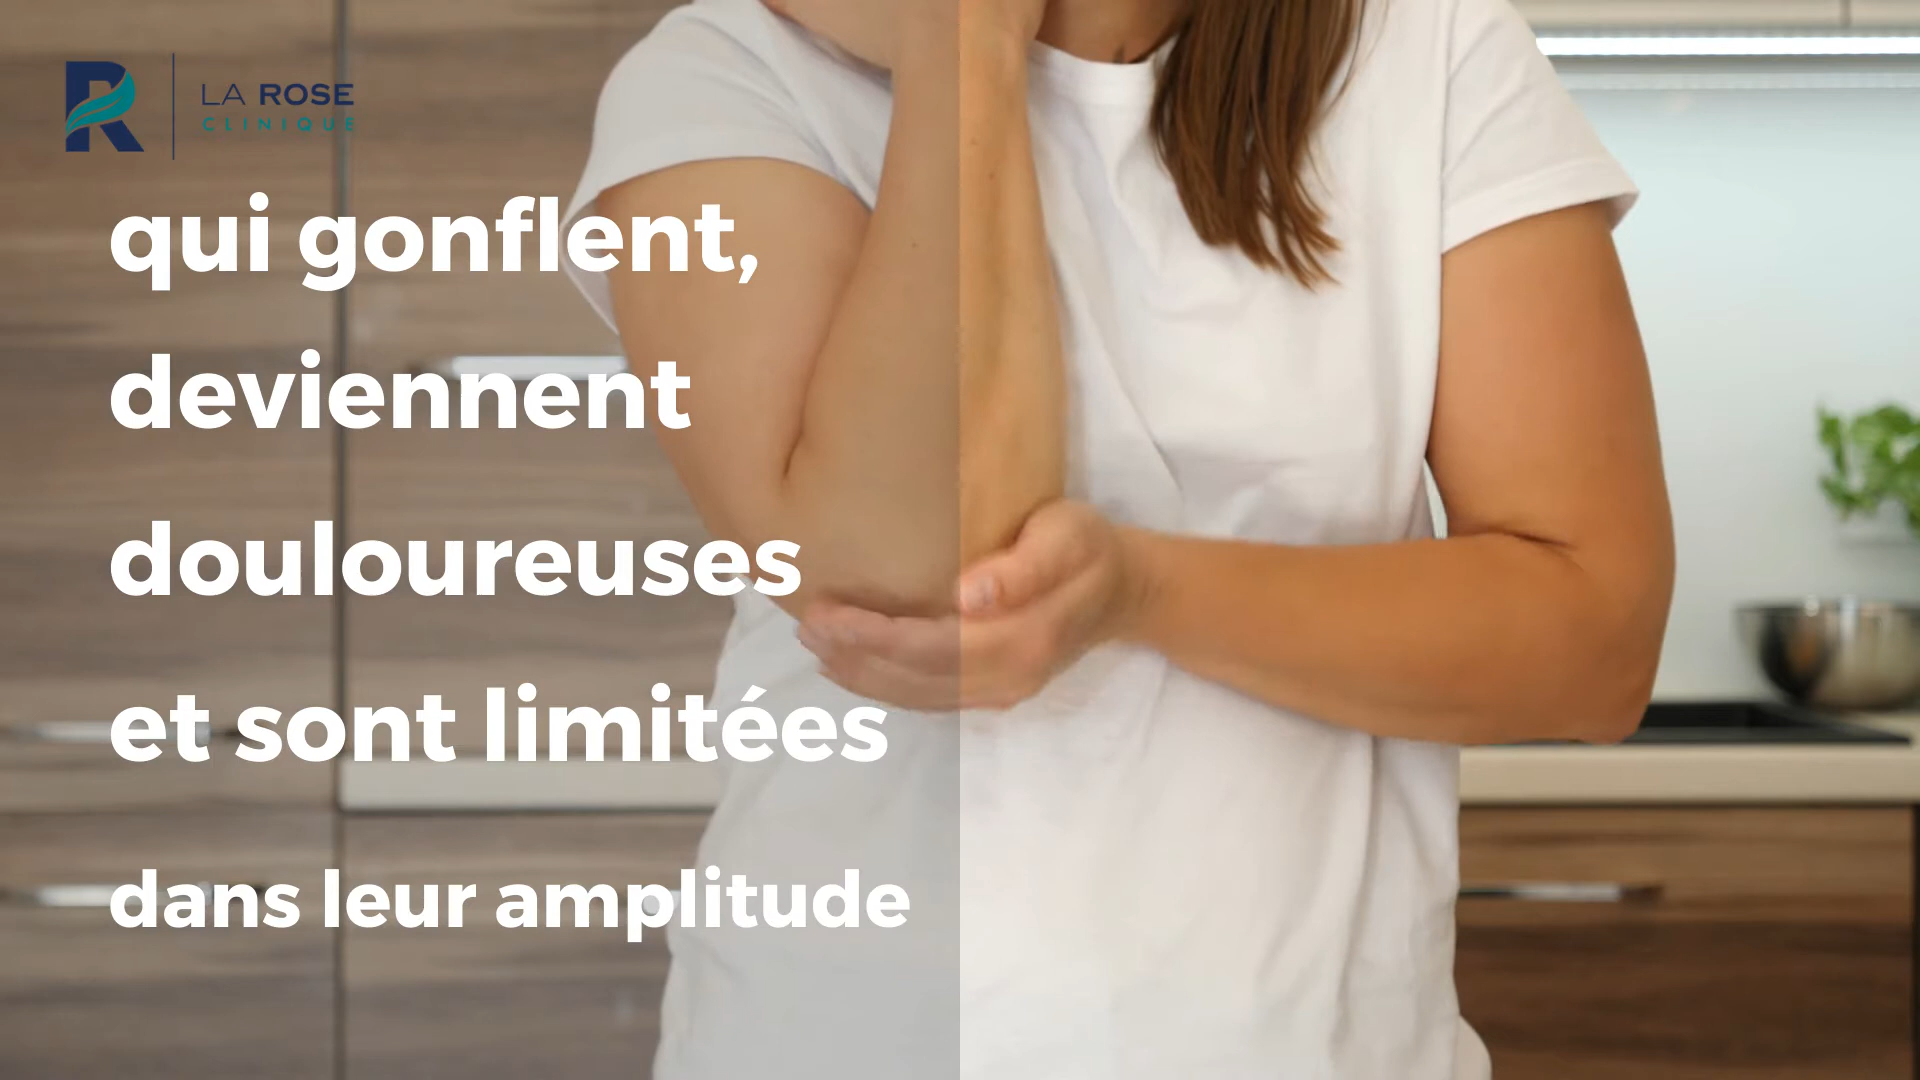 LA ROSE
CLINIQUE
qui gonflent,
deviennent
douloureuses
et sont limitées
dans leur amplitude